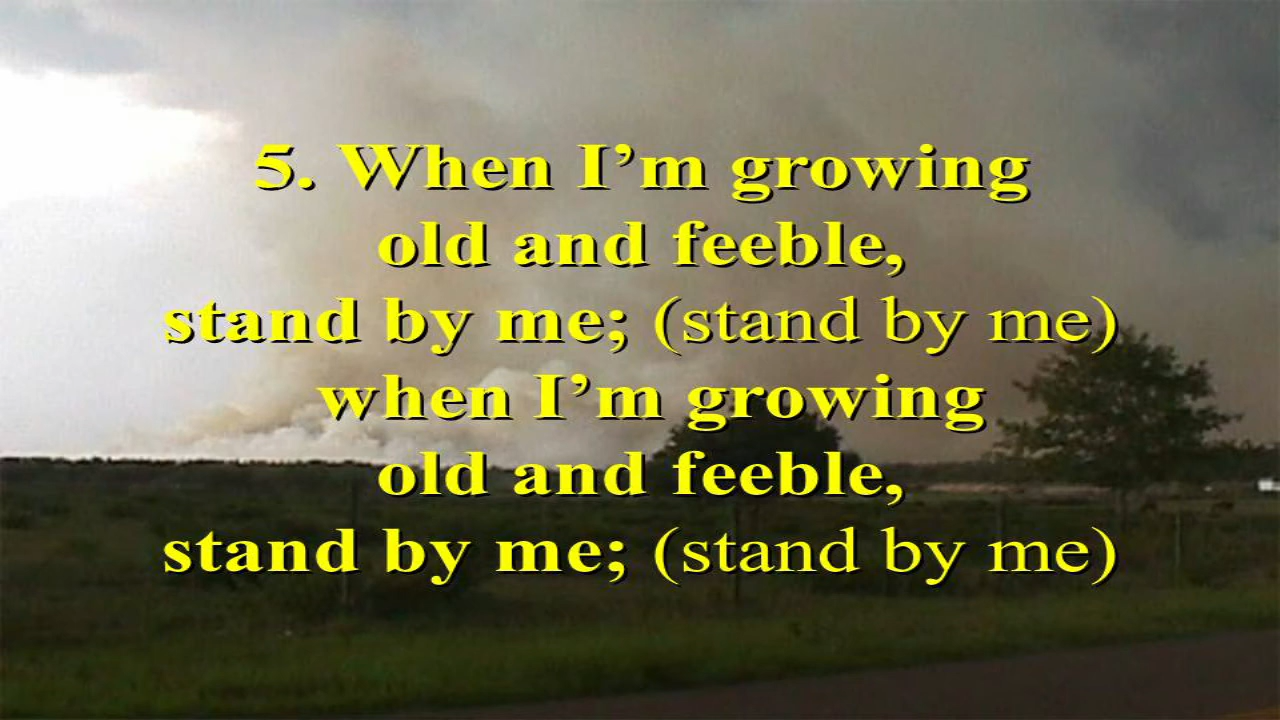 5. When I’m growing
old and feeble,
stand by me; (stand by me)
when I’m growing
old and feeble,
stand by me; (stand by me)